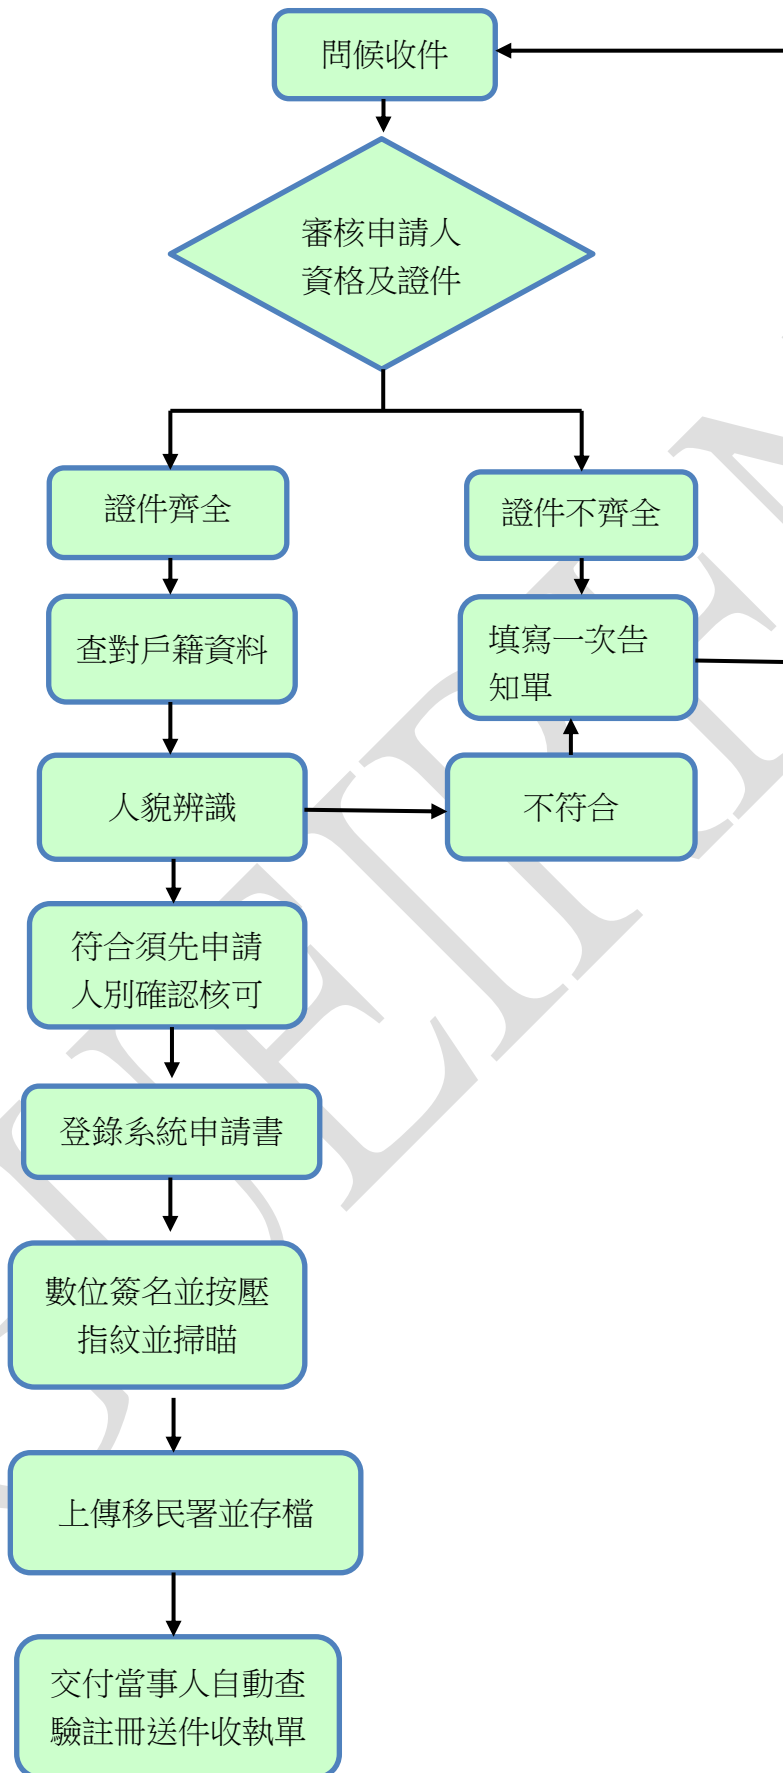 問候收件
審核申請人
資格及證件
證件齊全
證件不齊全
查對戶籍資料
填寫一次告
知單
人貌辨識
不符合
符合須先申請
人別確認核可
登錄系統申請書
數位簽名並按壓
指紋並掃瞄
上傳移民署並存檔
交付當事人自動查
驗註冊送件收執單